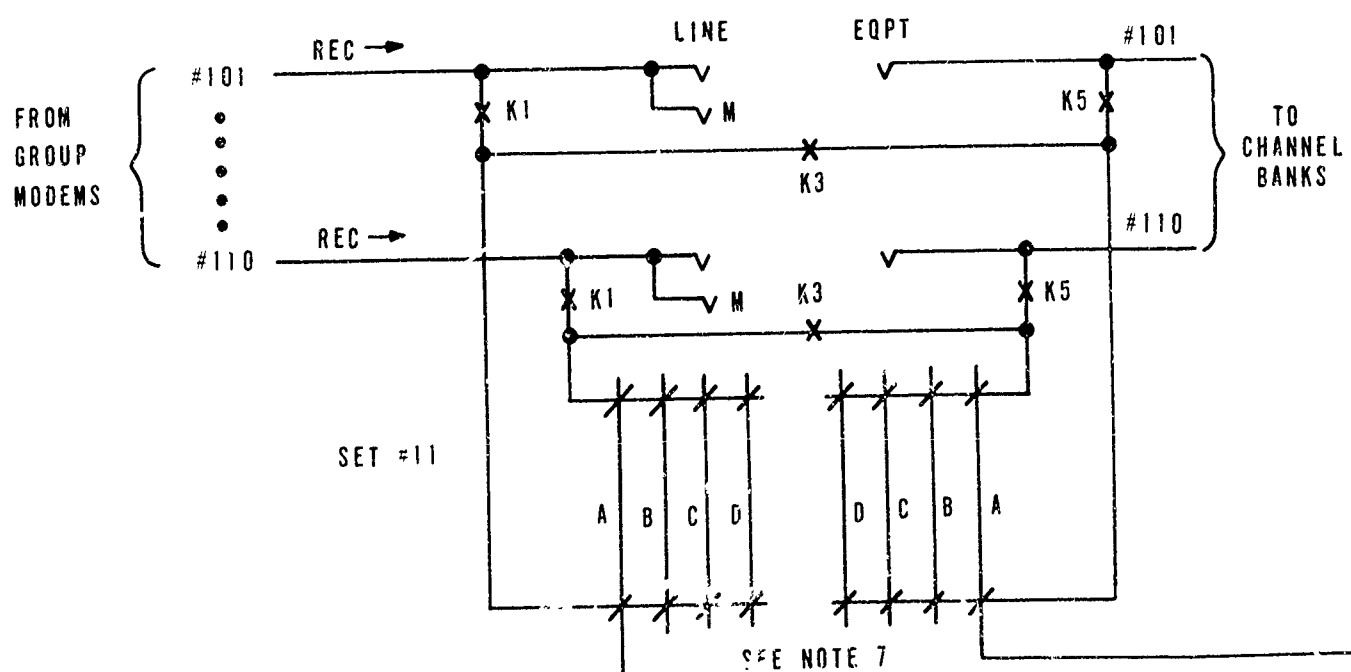 LINE EQPT
REC #101
#101
K1 M K5
FROM GROUP MODEMS
TO CHANNEL BANKS
K3
REC #110
#110
K1 M K3 K5
SET #11
A B C D D C B A
SEE NOTE 7